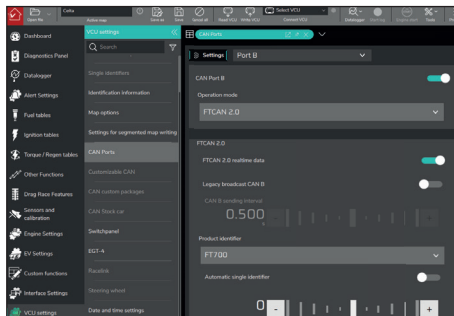 Celta
Select VCU
Open file
Active map
Save as
Save
Send all
Read VCU
Write VCU
Connect VCU
Datalogger
Tools
Dashboard
Diagnostics Panel
Datalogger
Alert Settings
Fuel tables
Ignition tables
Torque / Regen tables
Other Functions
Drag Race Features
Sensors and
calibration
Engine Settings
EV Settings
Custom functions
Interface Settings
VCU settings
VCU settings
Search
Single identifiers
Identification Information
Map options
Settings for segmented map writing
CAN Ports
Customizable CAN
CAN custom packages
CAN Stock car
Switchpanel
EGT-4
Racelink
Steering wheel
Date and time settings
CAN Ports
Settings
Port B
CAN Port B
Operation mode
FTCAN 2.0
FTCAN 2.0
FTCAN 2.0 realtime data
Legacy broadcast CAN B
CAN B sending interval
0.500
s
Product identifier
FT700
Automatic single identifier
0
-
+